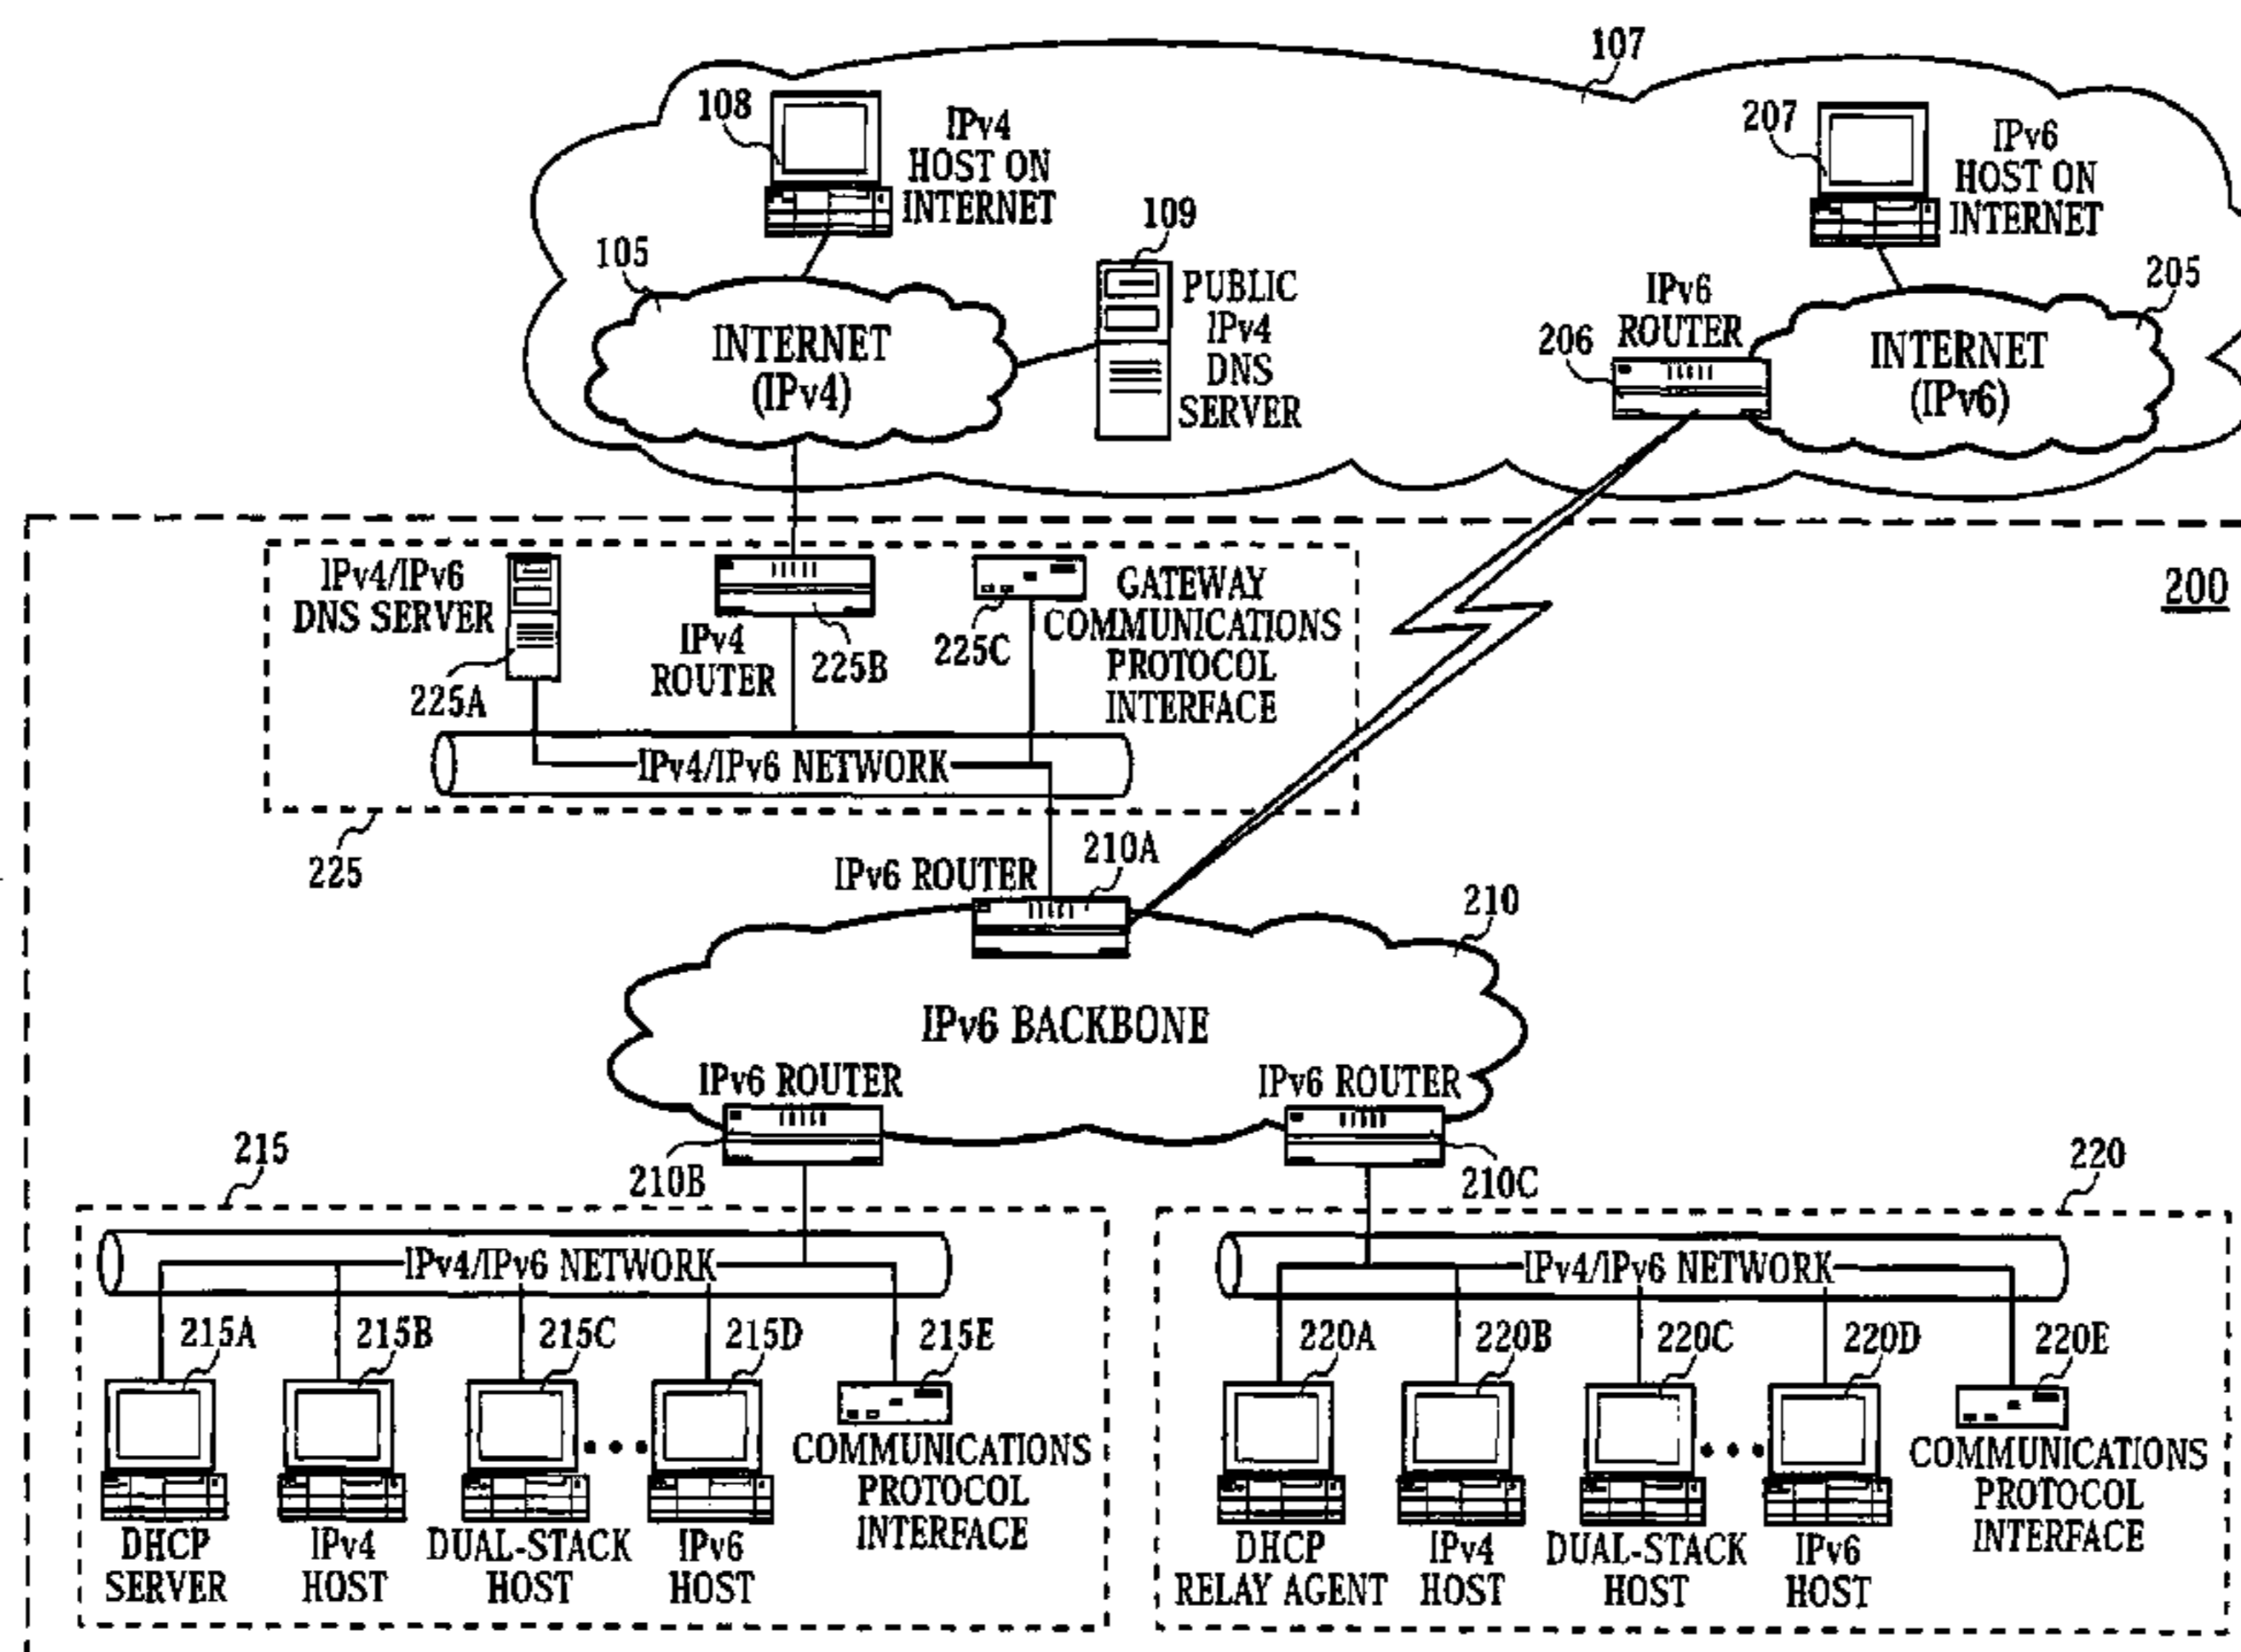 107
108
IPv4
HOST ON
INTERNET
207
IPv6
HOST ON
INTERNET
109
105
PUBLIC
IPv4
DNS
SERVER
INTERNET
(IPv4)
IPv6
ROUTER
206
205
INTERNET
(IPv6)
200
IPv4/IPv6
DNS SERVER
225A
IPv4
ROUTER
225B
225C
GATEWAY
COMMUNICATIONS
PROTOCOL
INTERFACE
IPv4/IPv6 NETWORK
225
IPv6 ROUTER
210A
210
IPv6 BACKBONE
IPv6 ROUTER
IPv6 ROUTER
210B
210C
215
220
IPv4/IPv6 NETWORK
215A
215B
215C
215D
215E
DHCP
SERVER
IPv4
HOST
DUAL-STACK
HOST
IPv6
HOST
COMMUNICATIONS
PROTOCOL
INTERFACE
IPv4/IPv6 NETWORK
220A
220B
220C
220D
220E
DHCP
RELAY AGENT
IPv4
HOST
DUAL-STACK
HOST
IPv6
HOST
COMMUNICATIONS
PROTOCOL
INTERFACE